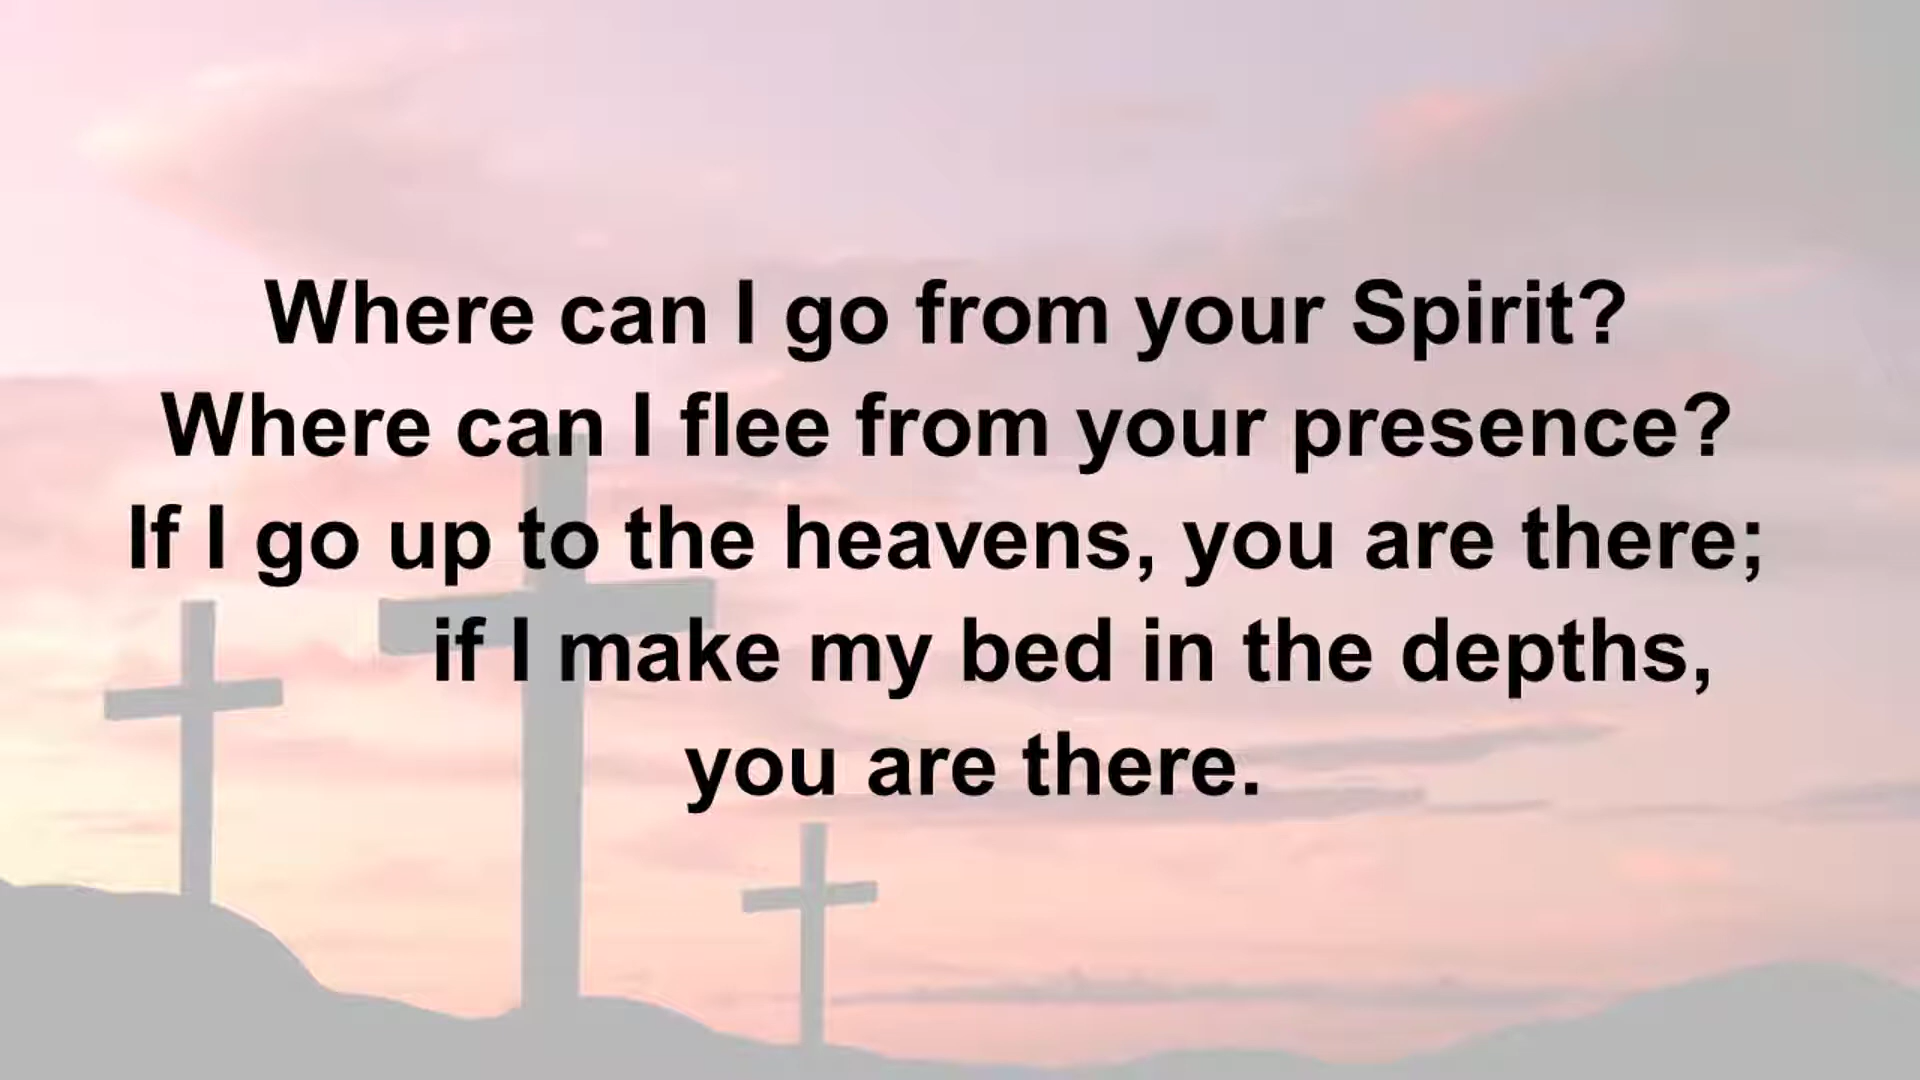 Where can I go from your Spirit?
Where can I flee from your presence?
If I go up to the heavens, you are there;
if I make my bed in the depths,
you are there.